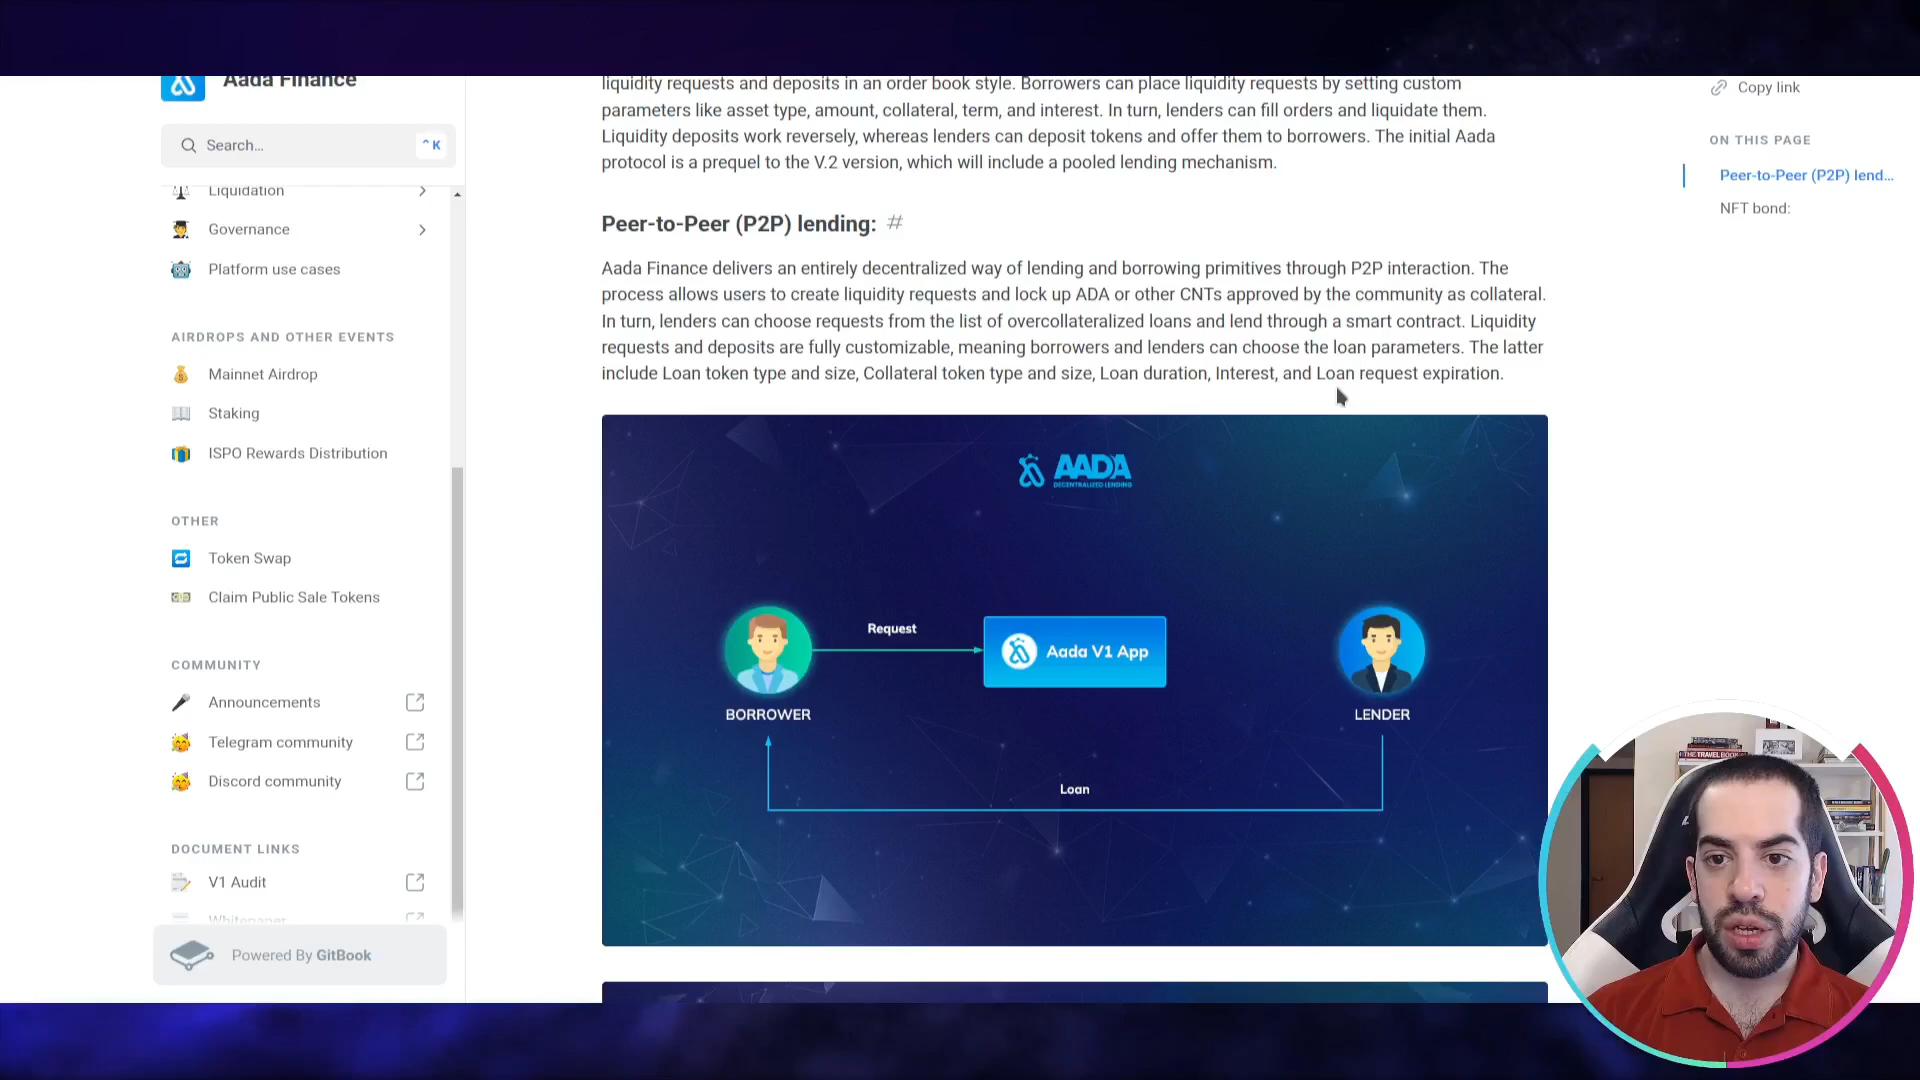 Aada Finance
Search...
⌃K
Liquidation
Governance
Platform use cases
AIRDROPS AND OTHER EVENTS
Mainnet Airdrop
Staking
ISPO Rewards Distribution
OTHER
Token Swap
Claim Public Sale Tokens
COMMUNITY
Announcements
Telegram community
Discord community
DOCUMENT LINKS
V1 Audit
Whitepaper
Powered By GitBook
liquidity requests and deposits in an order book style. Borrowers can place liquidity requests by setting custom
parameters like asset type, amount, collateral, term, and interest. In turn, lenders can fill orders and liquidate them.
Liquidity deposits work reversely, whereas lenders can deposit tokens and offer them to borrowers. The initial Aada
protocol is a prequel to the V.2 version, which will include a pooled lending mechanism.
Peer-to-Peer (P2P) lending: #
Aada Finance delivers an entirely decentralized way of lending and borrowing primitives through P2P interaction. The
process allows users to create liquidity requests and lock up ADA or other CNTs approved by the community as collateral.
In turn, lenders can choose requests from the list of overcollateralized loans and lend through a smart contract. Liquidity
requests and deposits are fully customizable, meaning borrowers and lenders can choose the loan parameters. The latter
include Loan token type and size, Collateral token type and size, Loan duration, Interest, and Loan request expiration.
AADA
DECENTRALIZED LENDING
Request
Aada V1 App
BORROWER
LENDER
Loan
Copy link
ON THIS PAGE
Peer-to-Peer (P2P) lend...
NFT bond:
THE TRAVEL BOOK